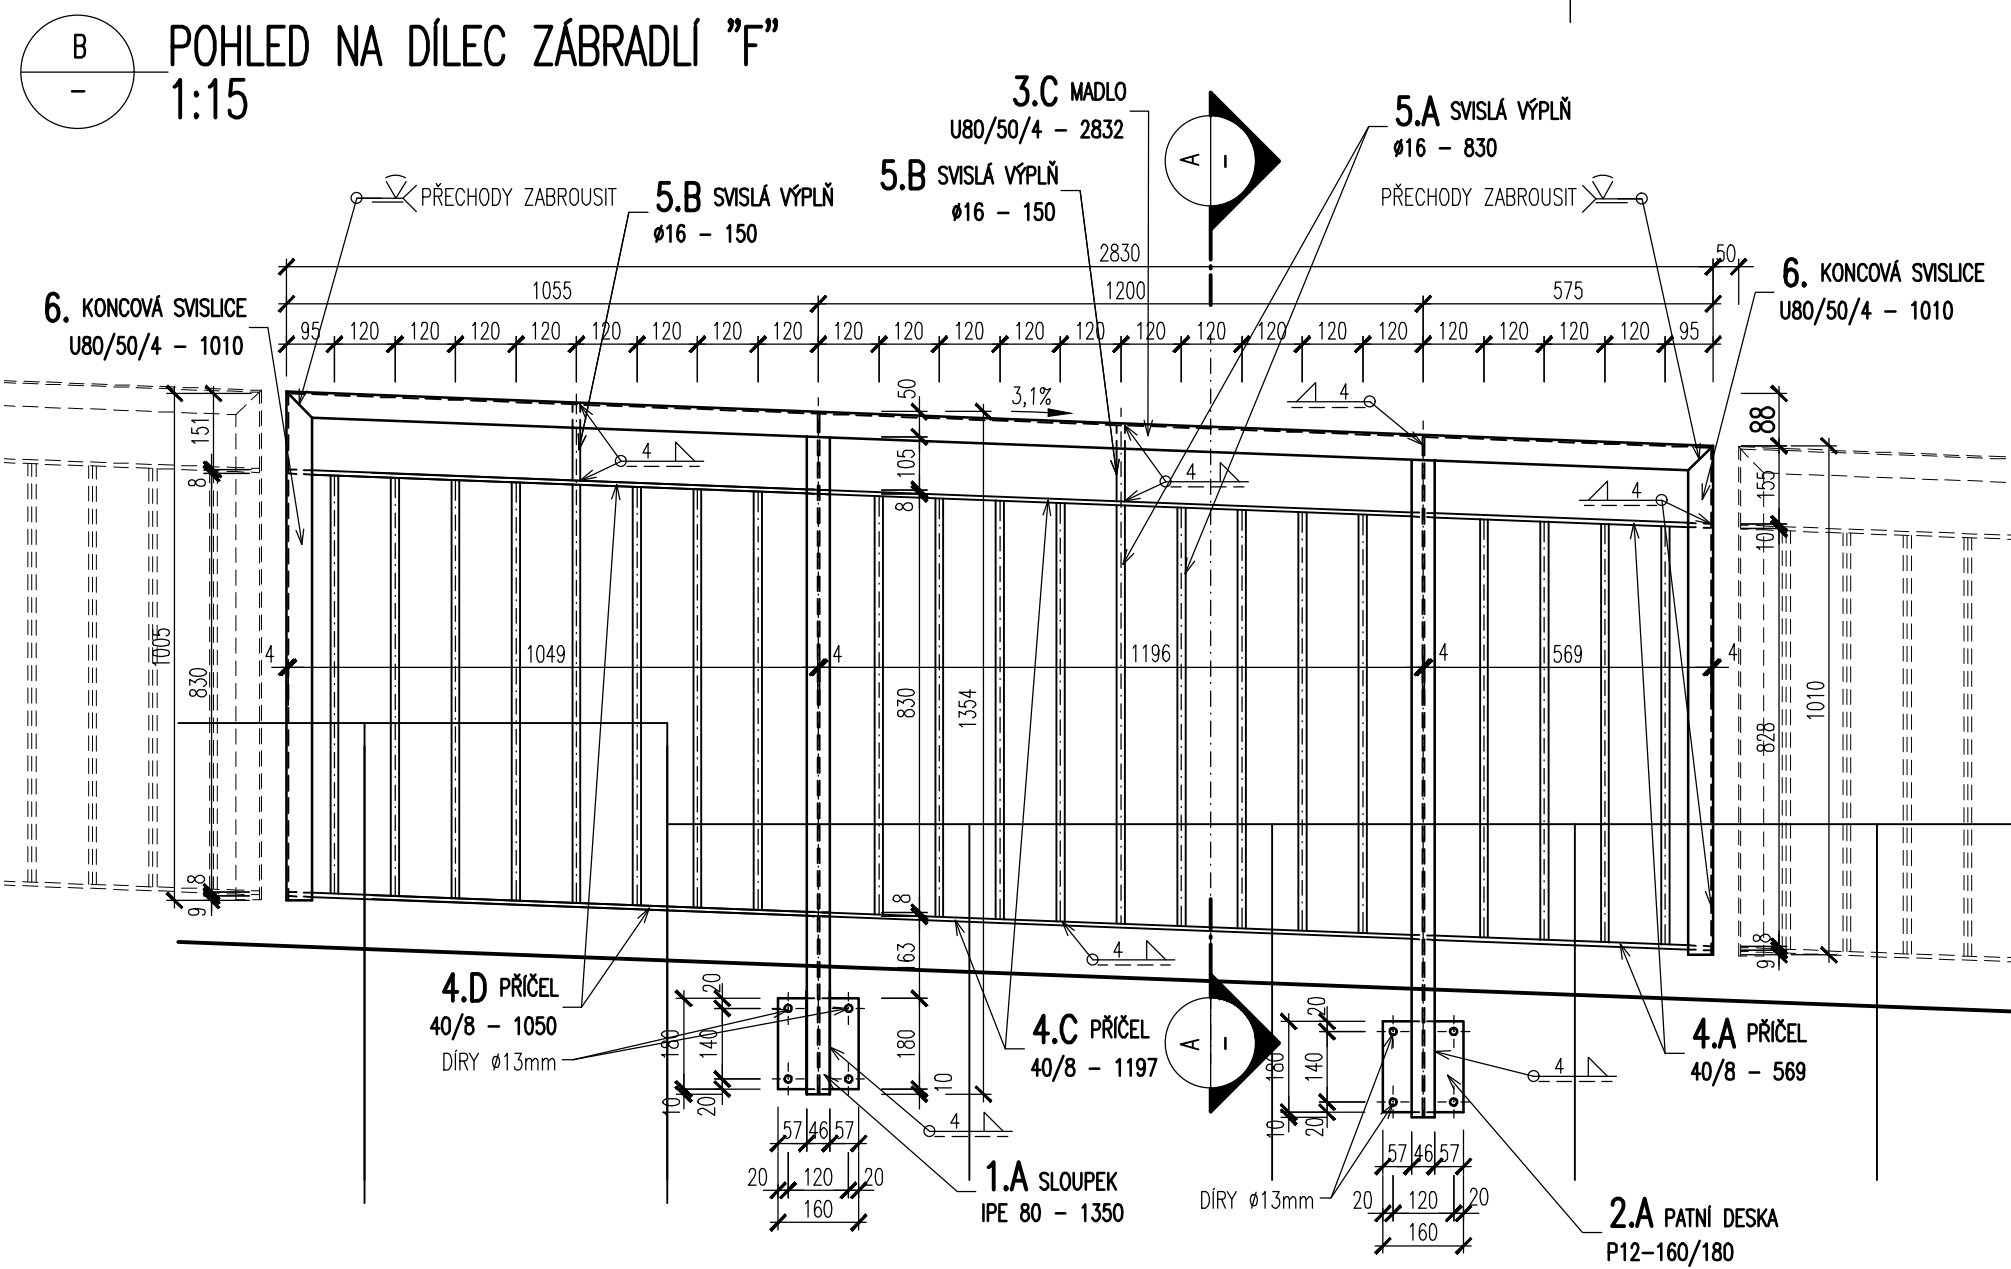 B
-
POHLED NA DÍLEC ZÁBRADLÍ "F"
1:15
3.C MADLO
U80/50/4 - 2832
A
-
5.A SVISLÁ VÝPLŇ
ø16 - 830
PŘECHODY ZABROUSIT
5.B SVISLÁ VÝPLŇ
ø16 - 150
5.B SVISLÁ VÝPLŇ
ø16 - 150
PŘECHODY ZABROUSIT
6. KONCOVÁ SVISLICE
U80/50/4 - 1010
6. KONCOVÁ SVISLICE
U80/50/4 - 1010
2830
50
1055
1200
575
95 120 120 120 120 120 120 120 120 120 120 120 120 120 120 120 120 120 120 120 120 120 120 95
3,1%
4
4
4
4
151
8
1005
830
8
9
50
105
8
830
1354
8
163
180
10
88
155
10
828
1010
8
9
4
1049
4
1196
4
569
4
4
4.D PŘÍČEL
40/8 - 1050
DÍRY ø13mm
20
180
140
10
20
57 46 57
20 120 20
160
4
4.C PŘÍČEL
40/8 - 1197
A
-
1.A SLOUPEK
IPE 80 - 1350
20
180
140
10
20
57 46 57
20 120 20
160
DÍRY ø13mm
4
4.A PŘÍČEL
40/8 - 569
2.A PATNÍ DESKA
P12-160/180